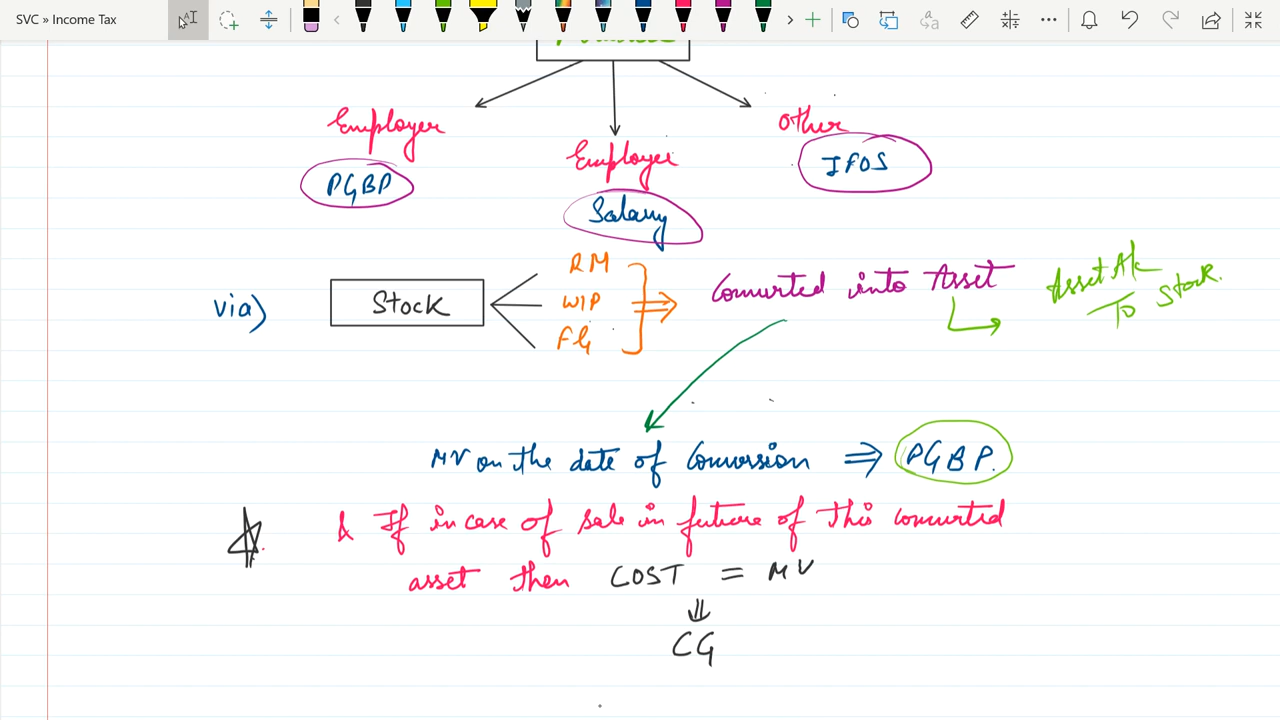 SVC » Income Tax
Employer
Employee
Other
PGBP
Salary
IFOS
via)
Stock
RM
WIP
FG
Converted into Asset
Asset A/c
To Stock.
MV on the date of Conversion ⇒ PGBP.
& If in case of sale in future of this converted
asset then COST = MV
CG